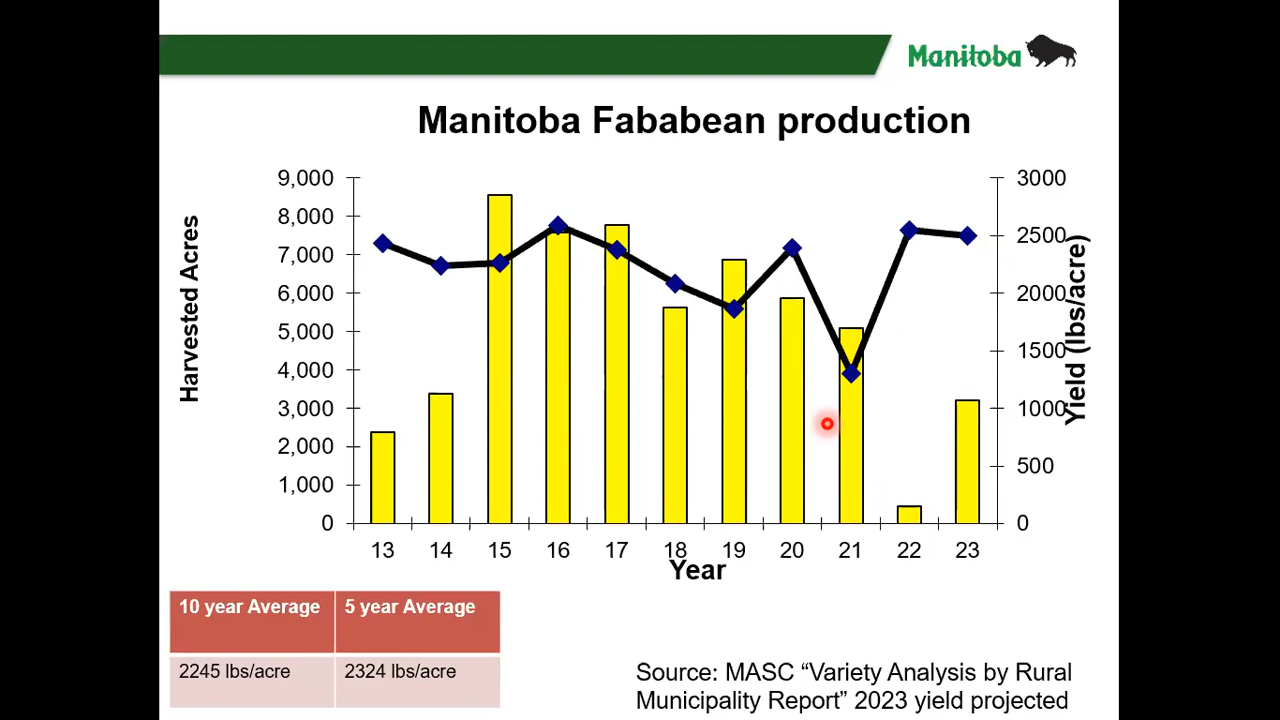 Manitoba
Manitoba Fababean production
9,000
8,000
7,000
6,000
5,000
4,000
3,000
2,000
1,000
0
Harvested Acres
3000
2500
2000
1500
1000
500
0
Yield (lbs/acre)
13 14 15 16 17 18 19 20 21 22 23
Year
10 year Average 5 year Average
2245 lbs/acre 2324 lbs/acre
Source: MASC “Variety Analysis by Rural
Municipality Report” 2023 yield projected